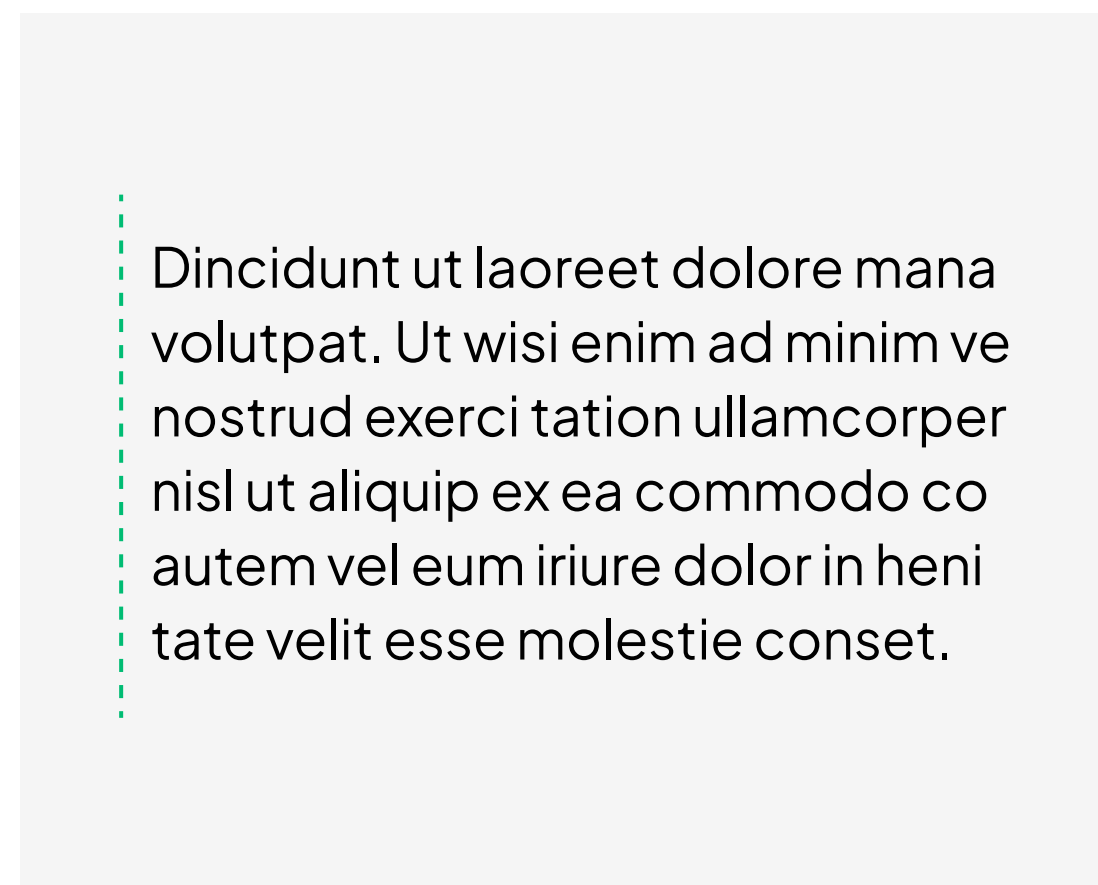 Dincidunt ut laoreet dolore mana
volutpat. Ut wisi enim ad minim ve
nostrud exerci tation ullamcorper
nisl ut aliquip ex ea commodo co
autem vel eum iriure dolor in heni
tate velit esse molestie conset.